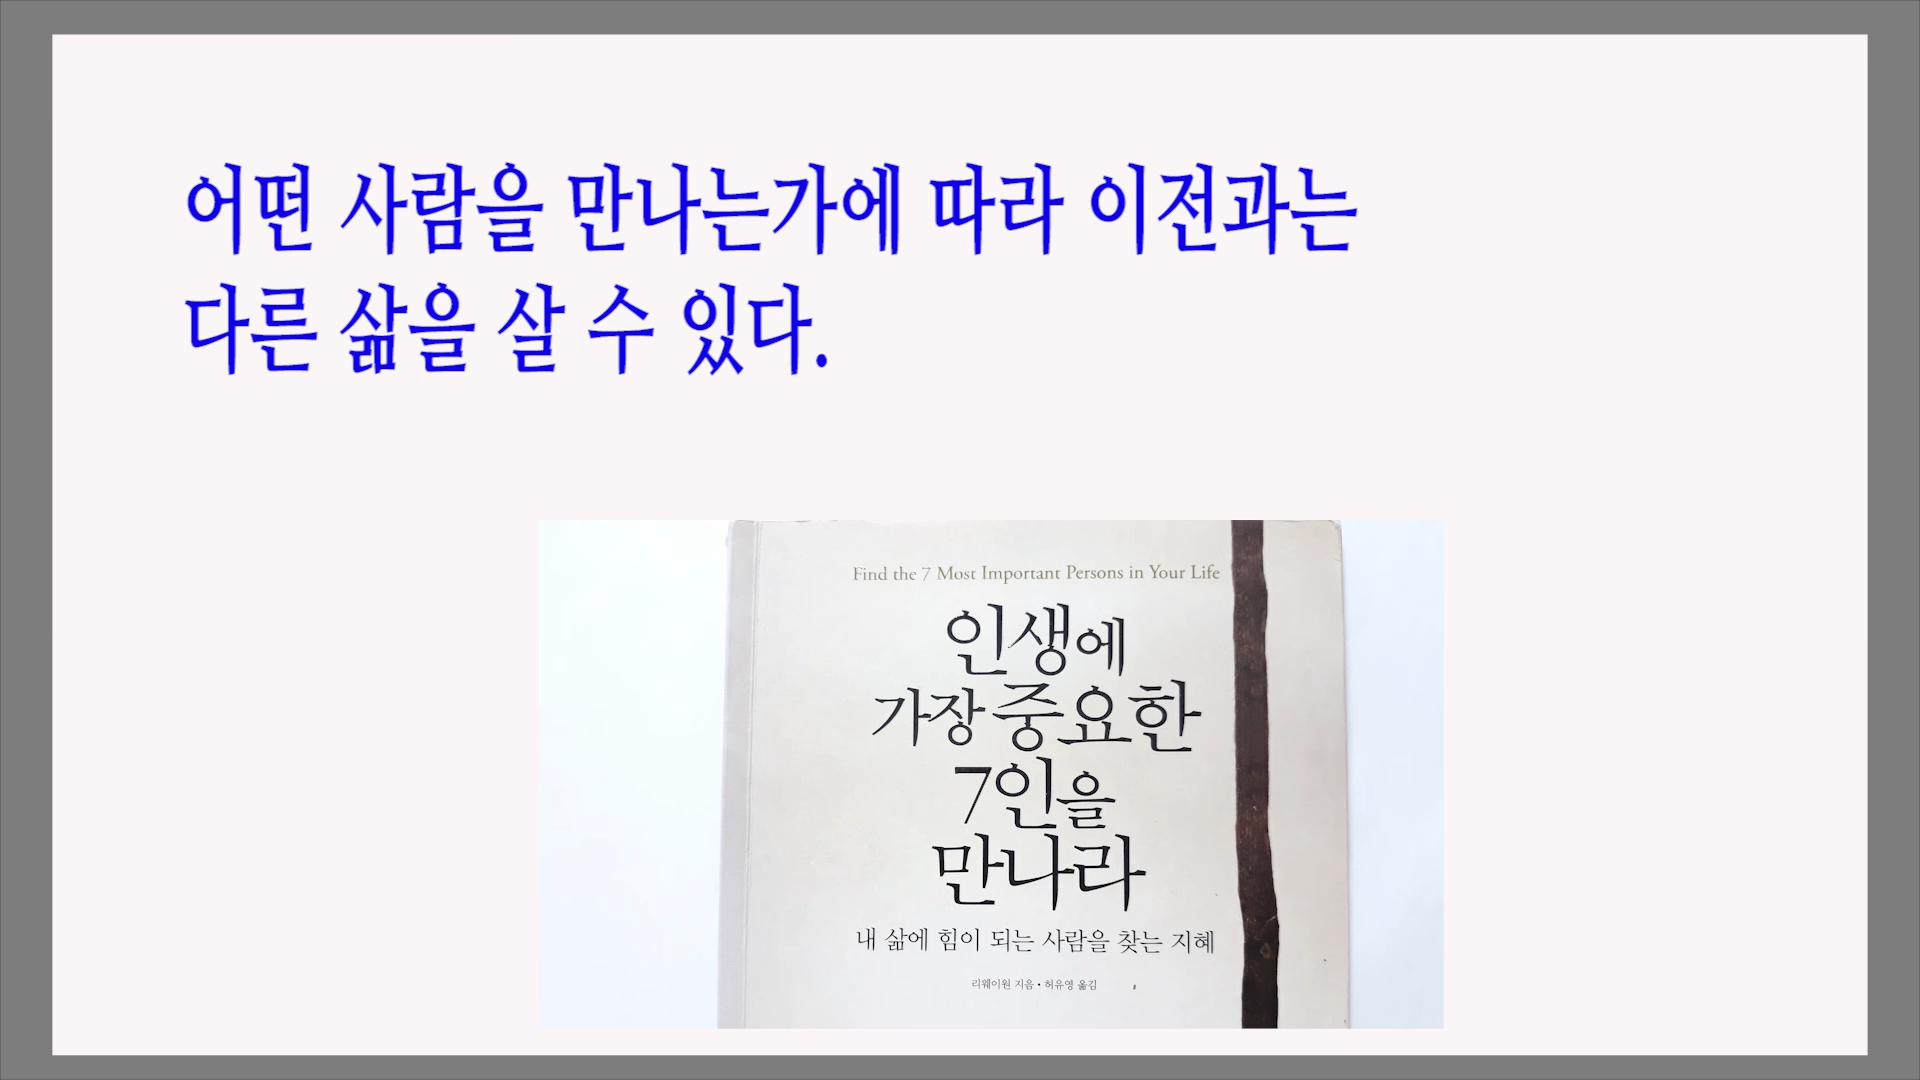 어떤 사람을 만나는가에 따라 이전과는
다른 삶을 살 수 있다.
Find the 7 Most Important Persons in Your Life
인생에
가장 중요한
7인을
만나라
내 삶에 힘이 되는 사람을 찾는 지혜
리웨이원 지음 • 허유영 옮김